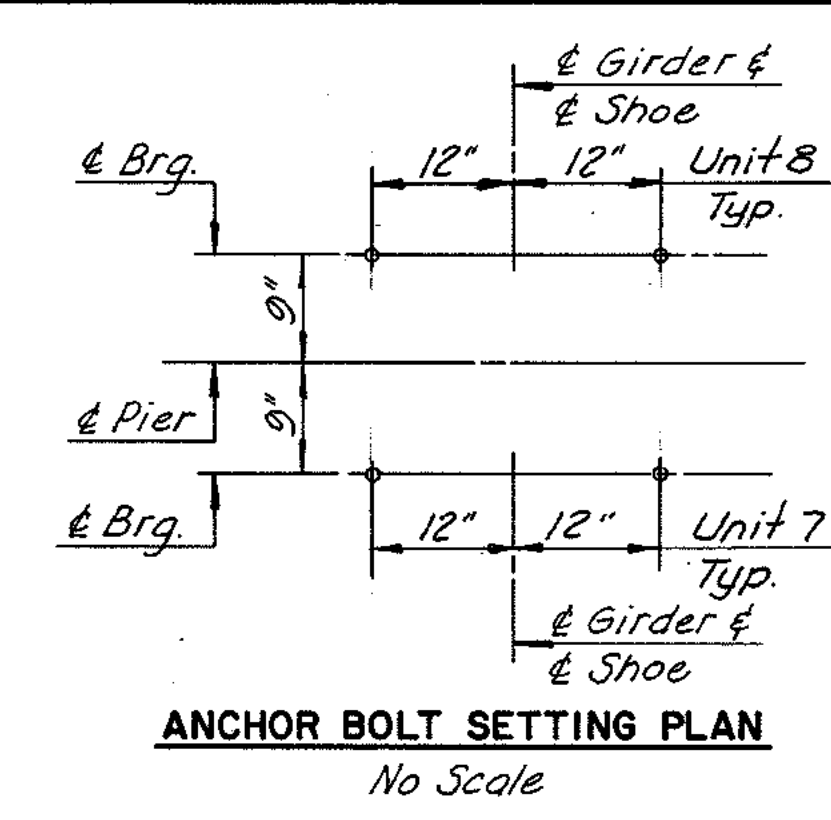 ℄ Girder &
℄ Shoe
℄ Brg.
12" 12" Unit 8
Typ.
9"
℄ Pier
9"
℄ Brg.
12" 12" Unit 7
Typ.
℄ Girder &
℄ Shoe
ANCHOR BOLT SETTING PLAN
No Scale